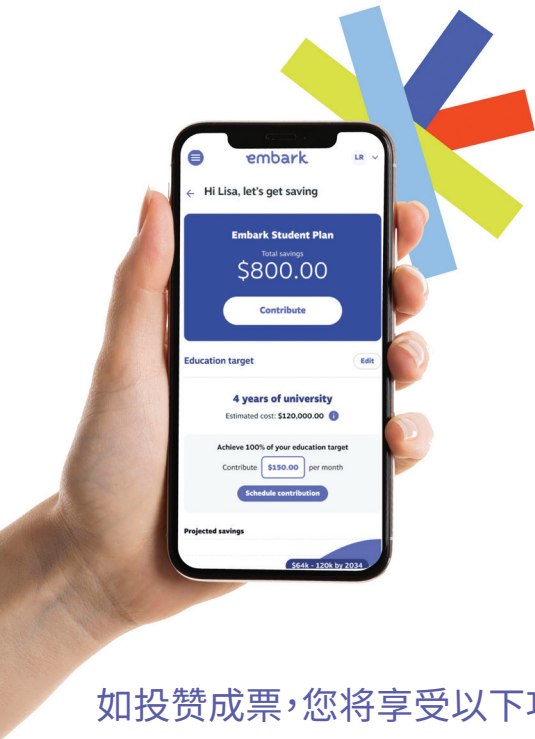 embark
LR
Hi Lisa, let's get saving
Embark Student Plan
Total savings
$800.00
Contribute
Education target
Edit
4 years of university
Estimated cost: $120,000.00 i
Achieve 100% of your education target
Contribute $150.00 per month
Schedule contribution
Projected savings
$64k - 120k by 2034
如投赞成票，您将享受以下